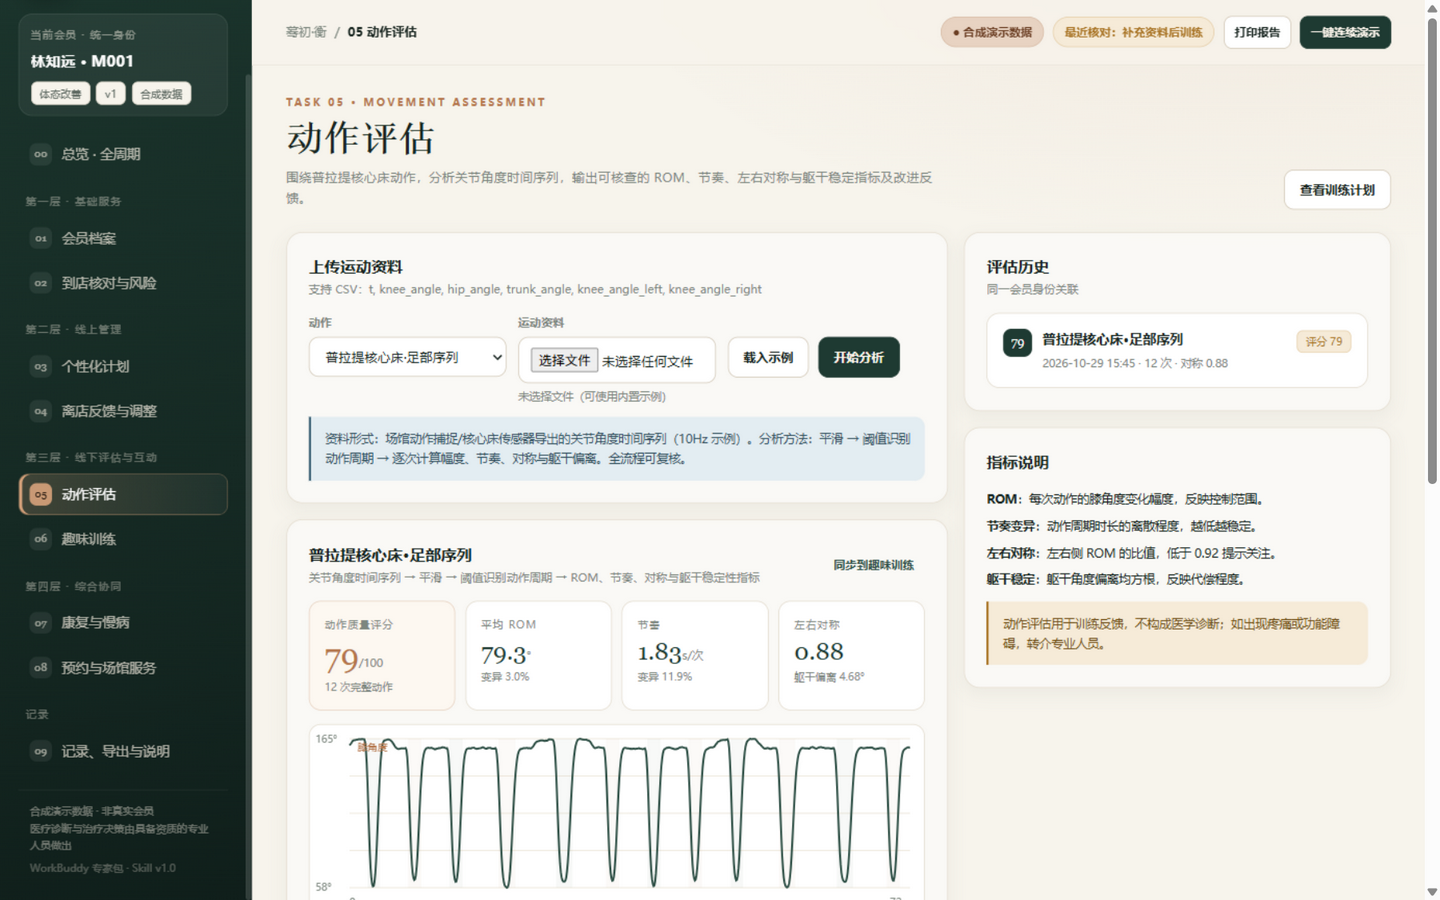 当前会员 · 统一身份
林知远 • M001
体态改善
v1
合成数据
00 总览 · 全周期
第一层 · 基础服务
01 会员档案
02 到店核对与风险
第二层 · 线上管理
03 个性化计划
04 离店反馈与调整
第三层 · 线下评估与互动
05 动作评估
06 趣味训练
第四层 · 综合协同
07 康复与慢病
08 预约与场馆服务
记录
09 记录、导出与说明
合成演示数据 · 非真实会员
医疗诊断与治疗决策由具备资质的专业
人员做出
WorkBuddy 专家包 · Skill v1.0
初·衡 / 05 动作评估
● 合成演示数据
最近核对：补充资料后训练
打印报告
一键连续演示
TASK 05 • MOVEMENT ASSESSMENT
动作评估
围绕普拉提核心床动作，分析关节角度时间序列，输出可核查的 ROM、节奏、左右对称与躯干稳定指标及改进反
馈。
查看训练计划
上传运动资料
支持 CSV：t, knee_angle, hip_angle, trunk_angle, knee_angle_left, knee_angle_right
动作
运动资料
普拉提核心床·足部序列
选择文件 未选择任何文件
载入示例
开始分析
未选择文件（可使用内置示例）
资料形式：场馆动作捕捉/核心床传感器导出的关节角度时间序列（10Hz 示例）。分析方法：平滑 → 阈值识别
动作周期 → 逐次计算幅度、节奏、对称与躯干偏离。全流程可复核。
普拉提核心床·足部序列
关节角度时间序列 → 平滑 → 阈值识别动作周期 → ROM、节奏、对称与躯干稳定性指标
同步到趣味训练
动作质量评分
79/100
12 次完整动作
平均 ROM
79.3°
变异 3.0%
节奏
1.83s/次
变异 11.9%
左右对称
0.88
躯干偏离 4.68°
165°
膝角度
58°
评估历史
同一会员身份关联
79
普拉提核心床·足部序列
2026-10-29 15:45 · 12 次 · 对称 0.88
评分 79
指标说明
ROM：每次动作的膝角度变化幅度，反映控制范围。
节奏变异：动作周期时长的离散程度，越低越稳定。
左右对称：左右侧 ROM 的比值，低于 0.92 提示关注。
躯干稳定：躯干角度偏离均方根，反映代偿程度。
动作评估用于训练反馈，不构成医学诊断；如出现疼痛或功能障
碍，转介专业人员。